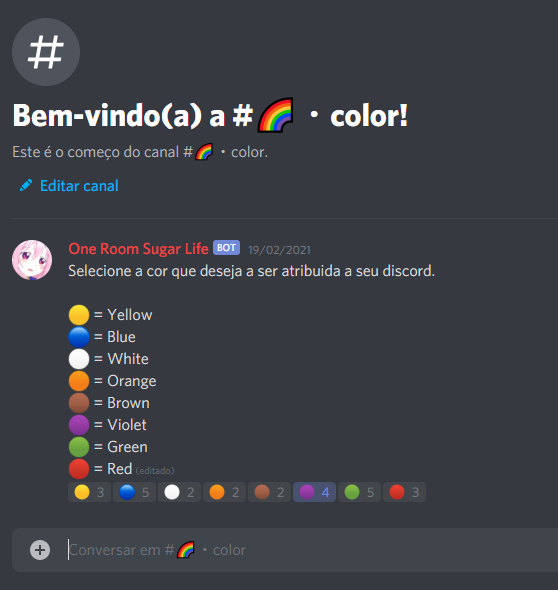 #
Bem-vindo(a) a #🌈・color!
Este é o começo do canal #🌈・color.
Editar canal
One Room Sugar Life BOT 19/02/2021
Selecione a cor que deseja a ser atribuida a seu discord.
🟡 = Yellow
🔵 = Blue
⚪ = White
🟠 = Orange
🟤 = Brown
🟣 = Violet
🟢 = Green
🔴 = Red (editado)
🟡 3 🔵 5 ⚪ 2 🟠 2 🟤 2 🟣 4 🟢 5 🔴 3
Conversar em #🌈・color